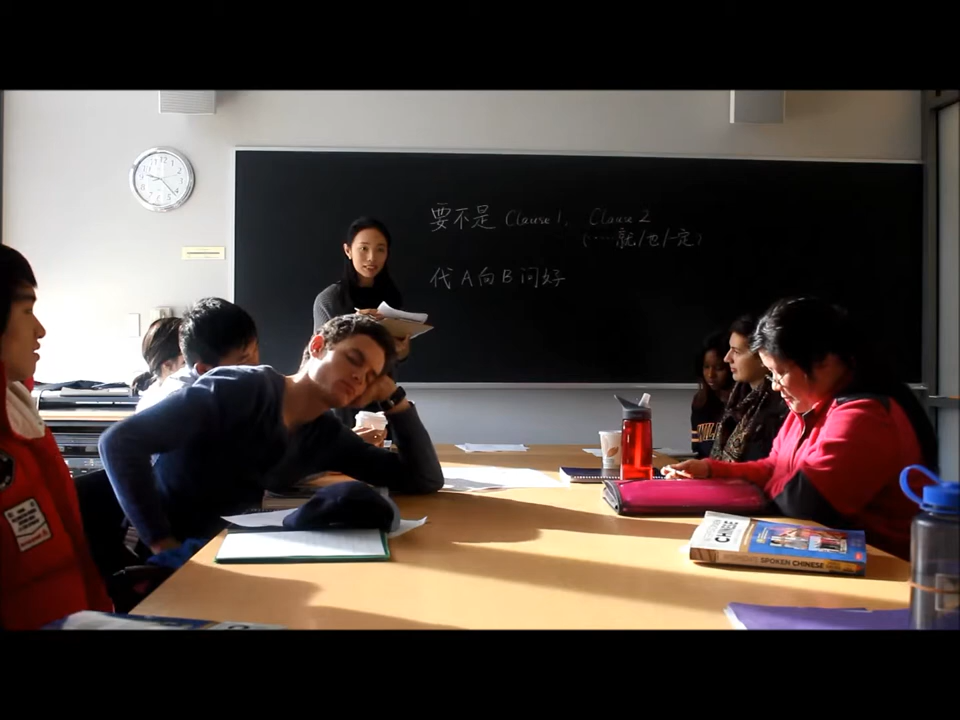 要不是 Clause 1, Clause 2
(……就/也/一定)
代 A 向 B 问好
CHINESE
SPOKEN CHINESE